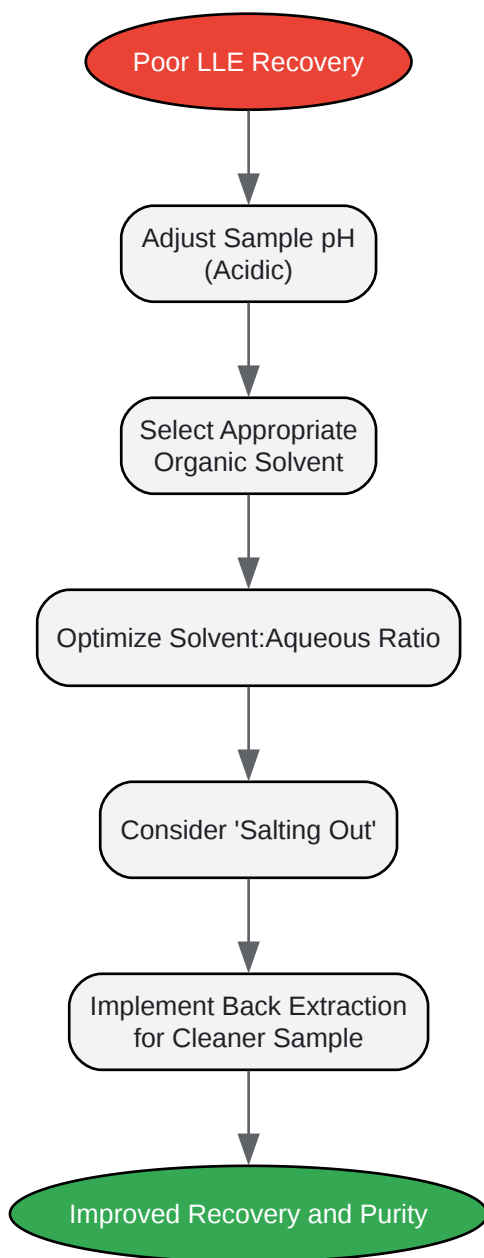 Poor LLE Recovery
Adjust Sample pH
(Acidic)
Select Appropriate
Organic Solvent
Optimize Solvent:Aqueous Ratio
Consider 'Salting Out'
Implement Back Extraction
for Cleaner Sample
Improved Recovery and Purity